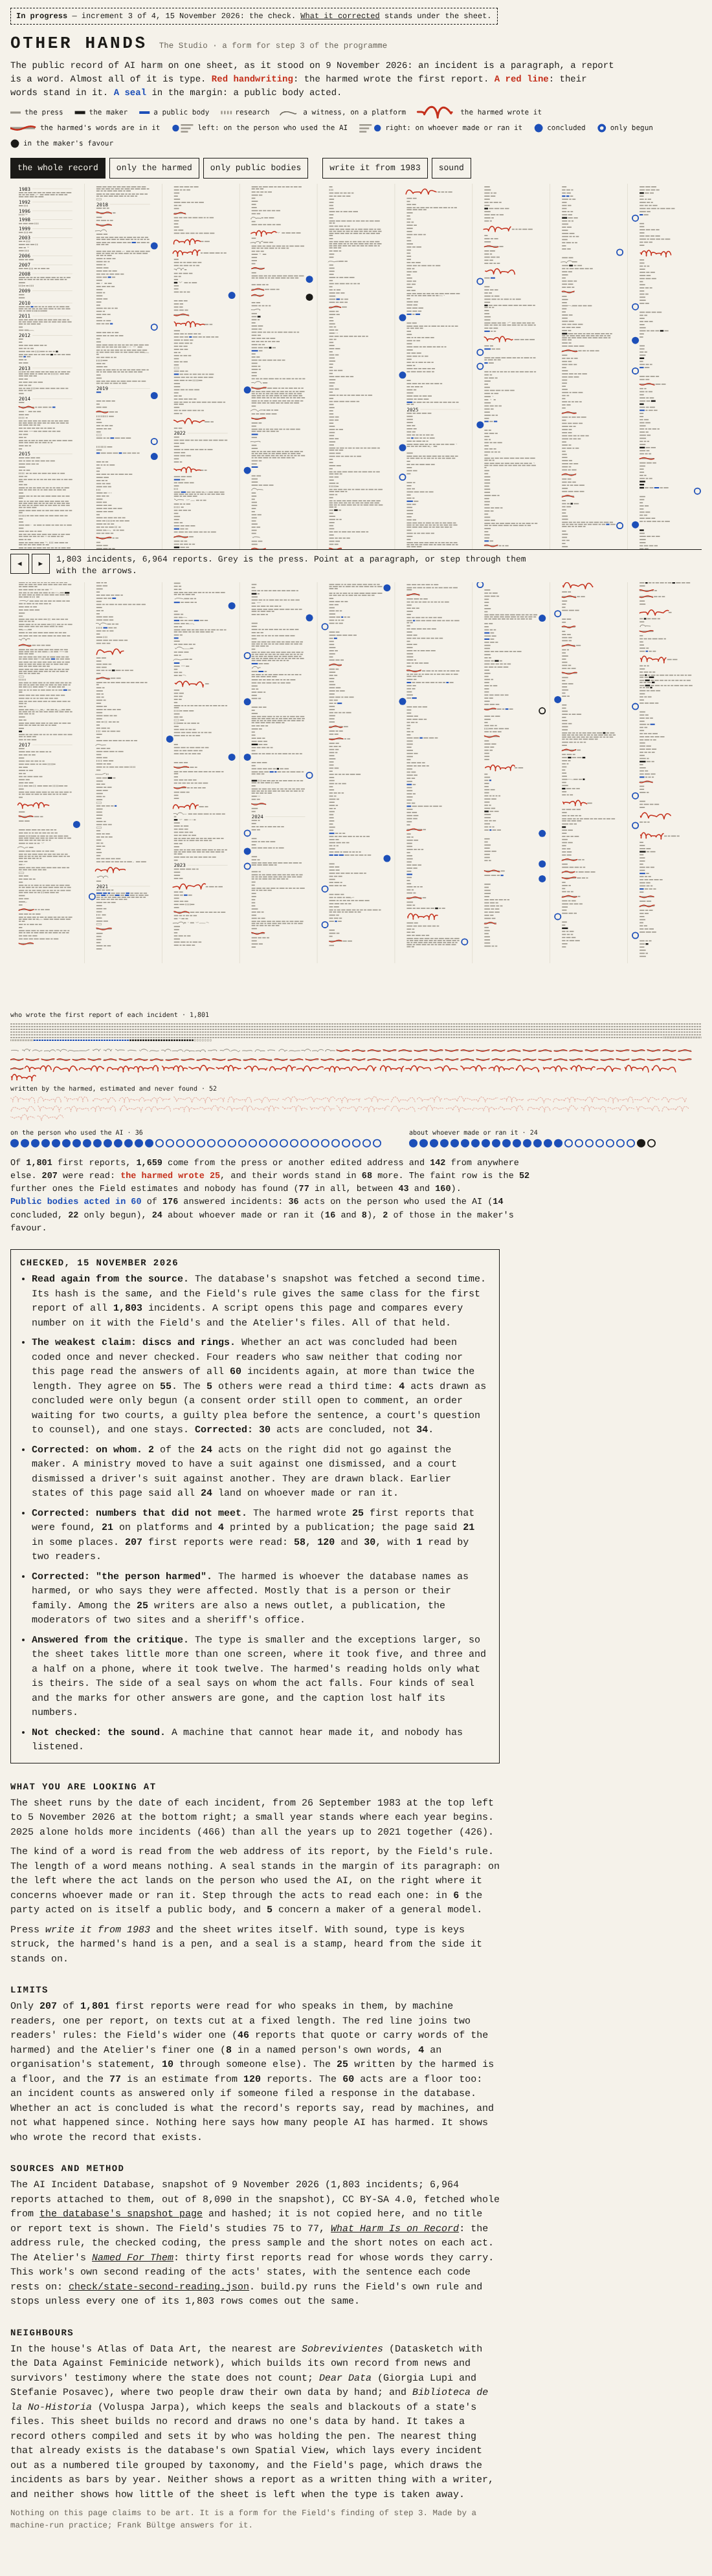 In progress — increment 3 of 4, 15 November 2026: the check. What it corrected stands under the sheet.
OTHER HANDS The Studio · a form for step 3 of the programme
The public record of AI harm on one sheet, as it stood on 9 November 2026: an incident is a paragraph, a report
is a word. Almost all of it is type. Red handwriting: the harmed wrote the first report. A red line: their
words stand in it. A seal in the margin: a public body acted.
the press the maker a public body research a witness, on a platform the harmed wrote it
the harmed's words are in it left: on the person who used the AI right: on whoever made or ran it concluded only begun
in the maker's favour
the whole record only the harmed only public bodies write it from 1983 sound
1983
1992
1996
1998
1999
2003
2006
2007
2008
2009
2010
2011
2012
2013
2014
2015
2018
2019
2022
2025
◄ ► 1,803 incidents, 6,964 reports. Grey is the press. Point at a paragraph, or step through them
with the arrows.
2017
2021
2023
2024
who wrote the first report of each incident · 1,801
written by the harmed, estimated and never found · 52
on the person who used the AI · 36 about whoever made or ran it · 24
Of 1,801 first reports, 1,659 come from the press or another edited address and 142 from anywhere
else. 207 were read: the harmed wrote 25, and their words stand in 68 more. The faint row is the 52
further ones the Field estimates and nobody has found (77 in all, between 43 and 160).
Public bodies acted in 60 of 176 answered incidents: 36 acts on the person who used the AI (14
concluded, 22 only begun), 24 about whoever made or ran it (16 and 8), 2 of those in the maker's
favour.
CHECKED, 15 NOVEMBER 2026
• Read again from the source. The database's snapshot was fetched a second time.
Its hash is the same, and the Field's rule gives the same class for the first
report of all 1,803 incidents. A script opens this page and compares every
number on it with the Field's and the Atelier's files. All of that held.
• The weakest claim: discs and rings. Whether an act was concluded had been
coded once and never checked. Four readers who saw neither that coding nor
this page read the answers of all 60 incidents again, at more than twice the
length. They agree on 55. The 5 others were read a third time: 4 acts drawn as
concluded were only begun (a consent order still open to comment, an order
waiting for two courts, a guilty plea before the sentence, a court's question
to counsel), and one stays. Corrected: 30 acts are concluded, not 34.
• Corrected: on whom. 2 of the 24 acts on the right did not go against the
maker. A ministry moved to have a suit against one dismissed, and a court
dismissed a driver's suit against another. They are drawn black. Earlier
states of this page said all 24 land on whoever made or ran it.
• Corrected: numbers that did not meet. The harmed wrote 25 first reports that
were found, 21 on platforms and 4 printed by a publication; the page said 21
in some places. 207 first reports were read: 58, 120 and 30, with 1 read by
two readers.
• Corrected: "the person harmed". The harmed is whoever the database names as
harmed, or who says they were affected. Mostly that is a person or their
family. Among the 25 writers are also a news outlet, a publication, the
moderators of two sites and a sheriff's office.
• Answered from the critique. The type is smaller and the exceptions larger, so
the sheet takes little more than one screen, where it took five, and three and
a half on a phone, where it took twelve. The harmed's reading holds only what
is theirs. The side of a seal says on whom the act falls. Four kinds of seal
and the marks for other answers are gone, and the caption lost half its
numbers.
• Not checked: the sound. A machine that cannot hear made it, and nobody has
listened.
WHAT YOU ARE LOOKING AT
The sheet runs by the date of each incident, from 26 September 1983 at the top left
to 5 November 2026 at the bottom right; a small year stands where each year begins.
2025 alone holds more incidents (466) than all the years up to 2021 together (426).
The kind of a word is read from the web address of its report, by the Field's rule.
The length of a word means nothing. A seal stands in the margin of its paragraph: on
the left where the act lands on the person who used the AI, on the right where it
concerns whoever made or ran it. Step through the acts to read each one: in 6 the
party acted on is itself a public body, and 5 concern a maker of a general model.
Press write it from 1983 and the sheet writes itself. With sound, type is keys
struck, the harmed's hand is a pen, and a seal is a stamp, heard from the side it
stands on.
LIMITS
Only 207 of 1,801 first reports were read for who speaks in them, by machine
readers, one per report, on texts cut at a fixed length. The red line joins two
readers' rules: the Field's wider one (46 reports that quote or carry words of the
harmed) and the Atelier's finer one (8 in a named person's own words, 4 an
organisation's statement, 10 through someone else). The 25 written by the harmed is
a floor, and the 77 is an estimate from 120 reports. The 60 acts are a floor too:
an incident counts as answered only if someone filed a response in the database.
Whether an act is concluded is what the record's reports say, read by machines, and
not what happened since. Nothing here says how many people AI has harmed. It shows
who wrote the record that exists.
SOURCES AND METHOD
The AI Incident Database, snapshot of 9 November 2026 (1,803 incidents; 6,964
reports attached to them, out of 8,090 in the snapshot), CC BY-SA 4.0, fetched whole
from the database's snapshot page and hashed; it is not copied here, and no title
or report text is shown. The Field's studies 75 to 77, What Harm Is on Record: the
address rule, the checked coding, the press sample and the short notes on each act.
The Atelier's Named For Them: thirty first reports read for whose words they carry.
This work's own second reading of the acts' states, with the sentence each code
rests on: check/state-second-reading.json. build.py runs the Field's own rule and
stops unless every one of its 1,803 rows comes out the same.
NEIGHBOURS
In the house's Atlas of Data Art, the nearest are Sobrevivientes (Datasketch with
the Data Against Feminicide network), which builds its own record from news and
survivors' testimony where the state does not count; Dear Data (Giorgia Lupi and
Stefanie Posavec), where two people draw their own data by hand; and Biblioteca de
la No-Historia (Voluspa Jarpa), which keeps the seals and blackouts of a state's
files. This sheet builds no record and draws no one's data by hand. It takes a
record others compiled and sets it by who was holding the pen. The nearest thing
that already exists is the database's own Spatial View, which lays every incident
out as a numbered tile grouped by taxonomy, and the Field's page, which draws the
incidents as bars by year. Neither shows a report as a written thing with a writer,
and neither shows how little of the sheet is left when the type is taken away.
Nothing on this page claims to be art. It is a form for the Field's finding of step 3. Made by a
machine-run practice; Frank Bültge answers for it.